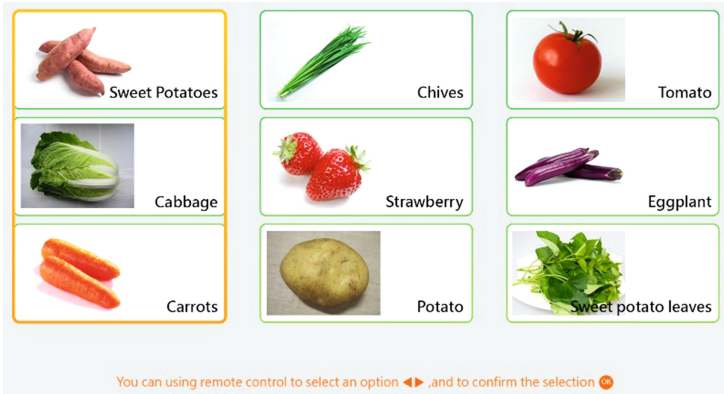 Sweet Potatoes
Chives
Tomato
Cabbage
Strawberry
Eggplant
Carrots
Potato
Sweet potato leaves
You can using remote control to select an option ◀▶ ,and to confirm the selection OK